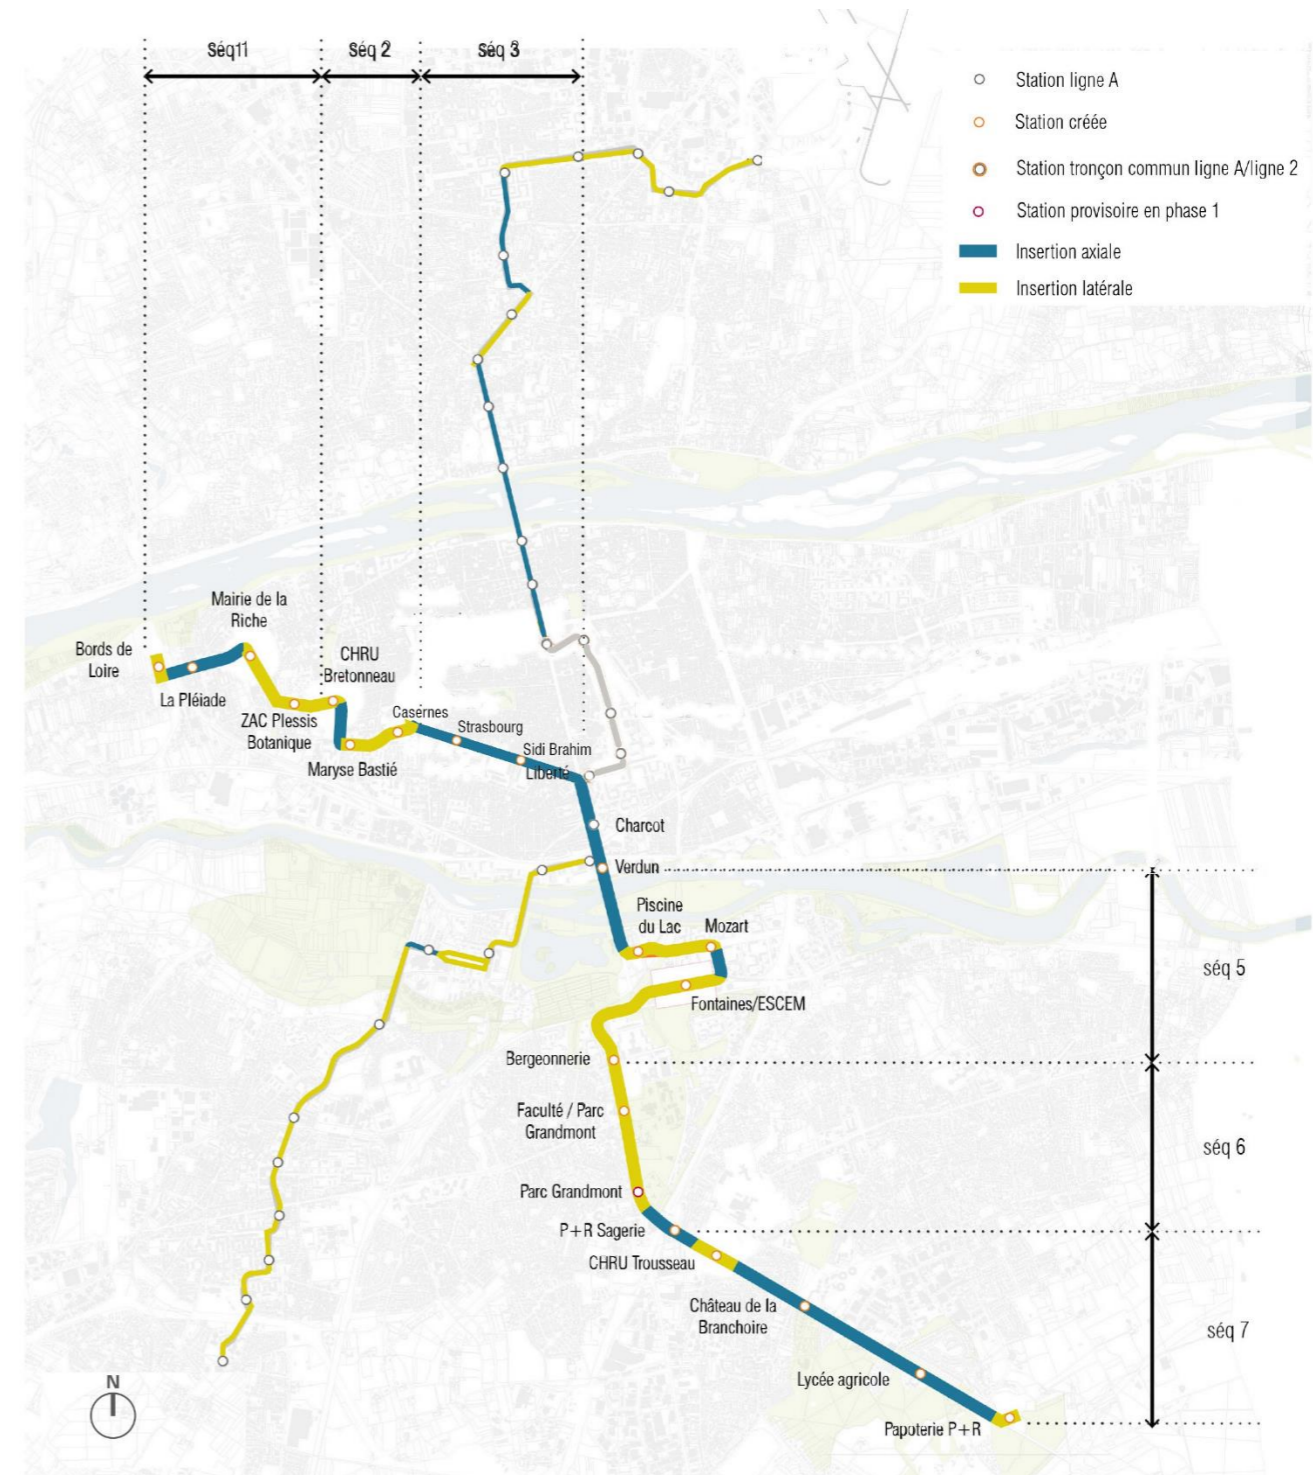 Séq11
Séq 2
Séq 3
Station ligne A
Station créée
Station tronçon commun ligne A/ligne 2
Station provisoire en phase 1
Insertion axiale
Insertion latérale
Mairie de la
Riche
Bords de
Loire
La Pléiade
CHRU
Bretonneau
ZAC Plessis
Botanique
Casernes
Maryse Bastié
Strasbourg
Sidi Brahim
Liberté
Charcot
Verdun
Piscine
du Lac
Mozart
séq 5
Fontaines/ESCEM
Bergeonnerie
Faculté / Parc
Grandmont
séq 6
Parc Grandmont
P+R Sagerie
CHRU Trousseau
Château de la
Branchoire
séq 7
Lycée agricole
Papoterie P+R
N